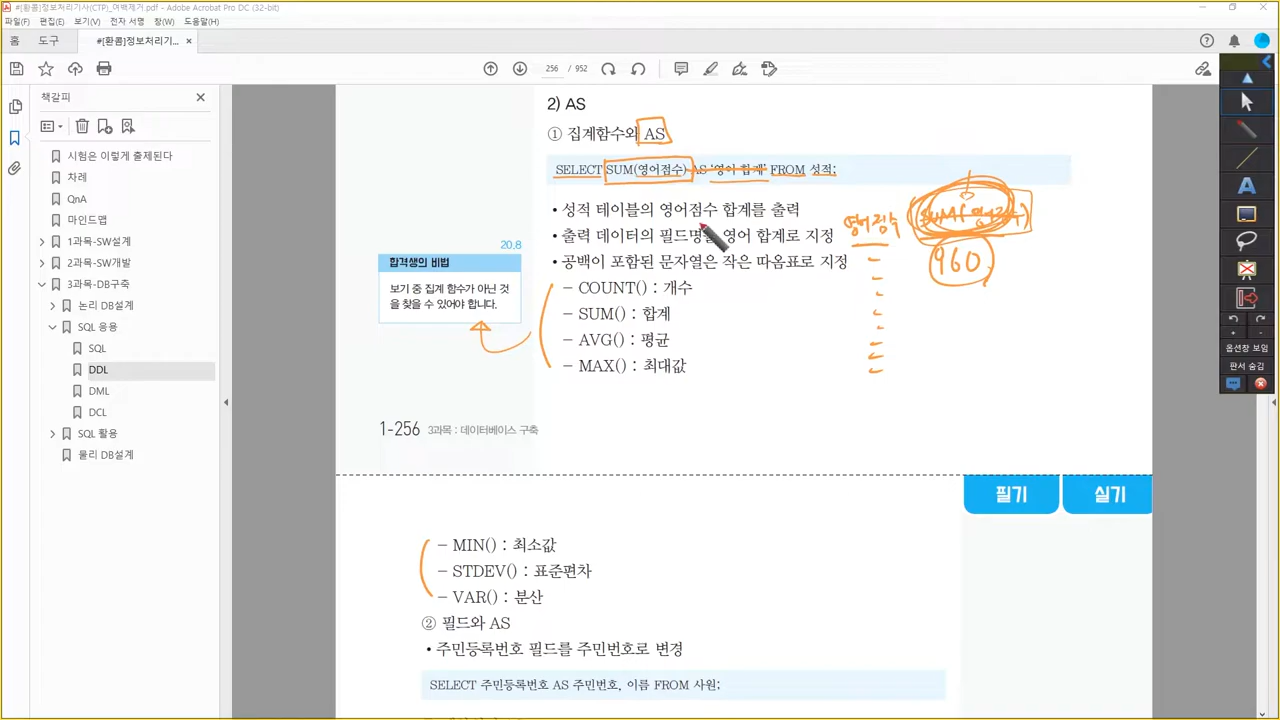 #[환콤]정보처리기사(CTP)_여백제거.pdf - Adobe Acrobat Pro DC (32-bit)
파일(F) 편집(E) 보기(V) 전자 서명 창(W) 도움말(H)
홈 도구 #[환콤]정보처리기... ×
256 / 952
책갈피
시험은 이렇게 출제된다
차례
QnA
마인드맵
1과목-SW설계
2과목-SW개발
3과목-DB구축
논리 DB설계
SQL 응용
SQL
DDL
DML
DCL
SQL 활용
물리 DB설계
2) AS
① 집계함수와 AS
SELECT SUM(영어점수) AS '영어 합계' FROM 성적;
• 성적 테이블의 영어점수 합계를 출력
• 출력 데이터의 필드명을 영어 합계로 지정
• 공백이 포함된 문자열은 작은 따옴표로 지정
– COUNT() : 개수
– SUM() : 합계
– AVG() : 평균
– MAX() : 최대값
20.8
합격생의 비법
보기 중 집계 함수가 아닌 것
을 찾을 수 있어야 합니다.
영어점수
SUM(영어점수)
960
1-256 3과목 : 데이터베이스 구축
필기 실기
– MIN() : 최소값
– STDEV() : 표준편차
– VAR() : 분산
② 필드와 AS
• 주민등록번호 필드를 주민번호로 변경
SELECT 주민등록번호 AS 주민번호, 이름 FROM 사원;
옵션창 보임
판서 숨김